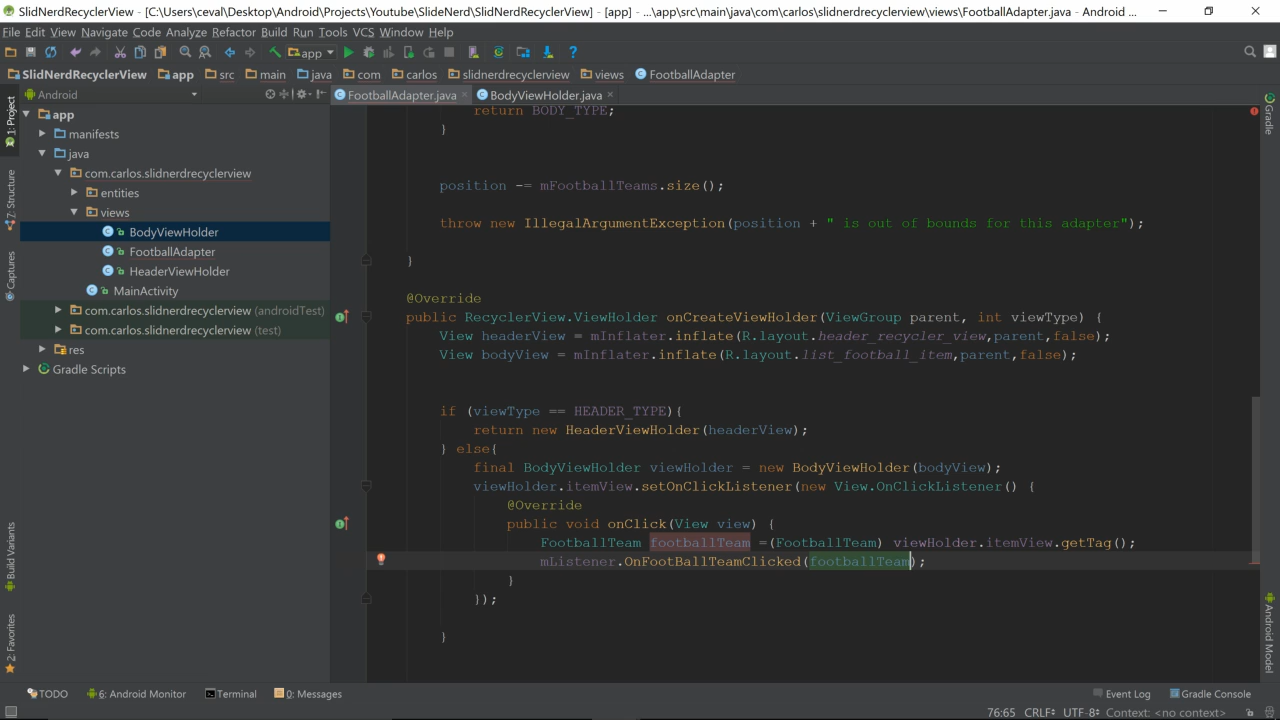 SlidNerdRecyclerView - [C:\Users\ceval\Desktop\Android\Projects\Youtube\SlideNerd\SlidNerdRecyclerView] - [app] - ...\app\src\main\java\com\carlos\slidnerdrecyclerview\views\FootballAdapter.java - Android ...
File Edit View Navigate Code Analyze Refactor Build Run Tools VCS Window Help
app
SlidNerdRecyclerView app src main java com carlos slidnerdrecyclerview views FootballAdapter
Android
FootballAdapter.java
BodyViewHolder.java
1: Project
7: Structure
Captures
Build Variants
2: Favorites
app
manifests
java
com.carlos.slidnerdrecyclerview
entities
views
BodyViewHolder
FootballAdapter
HeaderViewHolder
MainActivity
com.carlos.slidnerdrecyclerview (androidTest)
com.carlos.slidnerdrecyclerview (test)
res
Gradle Scripts
return BODY_TYPE;
}
position -= mFootballTeams.size();
throw new IllegalArgumentException(position + " is out of bounds for this adapter");
}
@Override
public RecyclerView.ViewHolder onCreateViewHolder(ViewGroup parent, int viewType) {
View headerView = mInflater.inflate(R.layout.header_recycler_view,parent,false);
View bodyView = mInflater.inflate(R.layout.list_football_item,parent,false);
if (viewType == HEADER_TYPE){
return new HeaderViewHolder(headerView);
} else{
final BodyViewHolder viewHolder = new BodyViewHolder(bodyView);
viewHolder.itemView.setOnClickListener(new View.OnClickListener() {
@Override
public void onClick(View view) {
FootballTeam footballTeam =(FootballTeam) viewHolder.itemView.getTag();
mListener.OnFootBallTeamClicked(footballTeam);
}
});
}
Gradle
Android Model
TODO
6: Android Monitor
Terminal
0: Messages
Event Log
Gradle Console
76:65 CRLF UTF-8 Context: <no context>